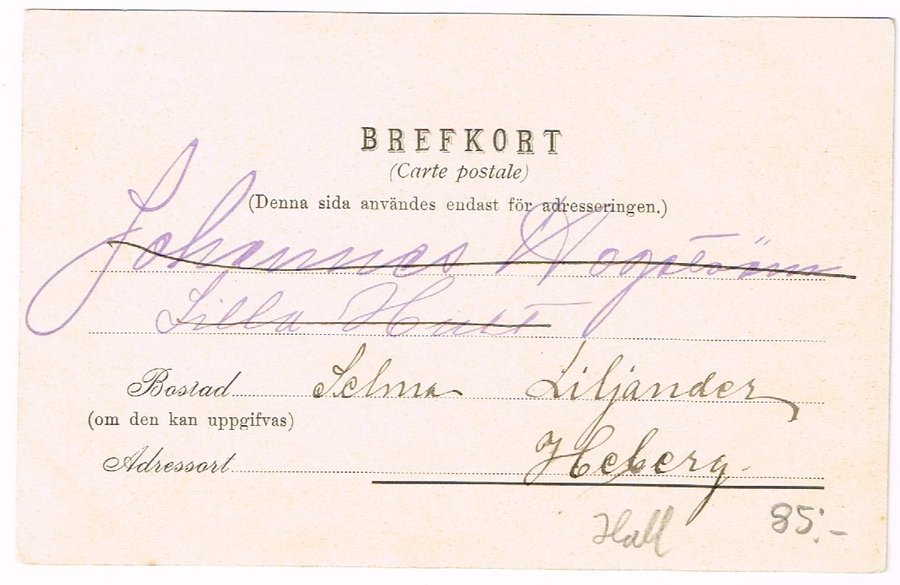 BREFKORT
(Carte postale)
(Denna sida användes endast för adresseringen.)
Johannes Hogström
Lilla Hult
Bostad Selma Liljander
(om den kan uppgifvas)
Adressort Heberg
Hall 85:-